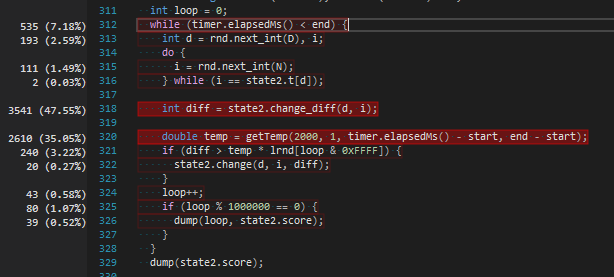 311 int loop = 0;
535 (7.18%) 312 while (timer.elapsedMs() < end) {
193 (2.59%) 313 int d = rnd.next_int(D), i;
314 do {
111 (1.49%) 315 i = rnd.next_int(N);
2 (0.03%) 316 } while (i == state2.t[d]);
317
3541 (47.55%) 318 int diff = state2.change_diff(d, i);
319
2610 (35.05%) 320 double temp = getTemp(2000, 1, timer.elapsedMs() - start, end - start);
240 (3.22%) 321 if (diff > temp * lrnd[loop & 0xFFFF]) {
20 (0.27%) 322 state2.change(d, i, diff);
323 }
43 (0.58%) 324 loop++;
80 (1.07%) 325 if (loop % 1000000 == 0) {
39 (0.52%) 326 dump(loop, state2.score);
327 }
328 }
329 dump(state2.score);